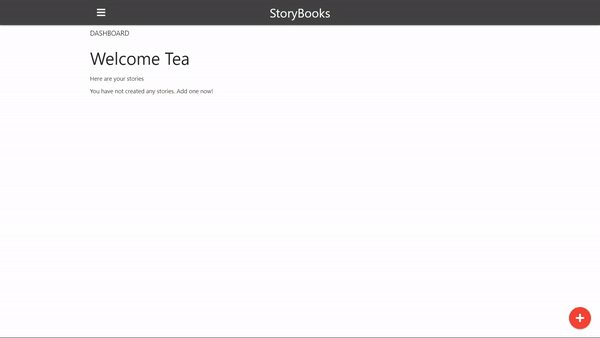 StoryBooks
DASHBOARD
Welcome Tea
Here are your stories
You have not created any stories. Add one now!